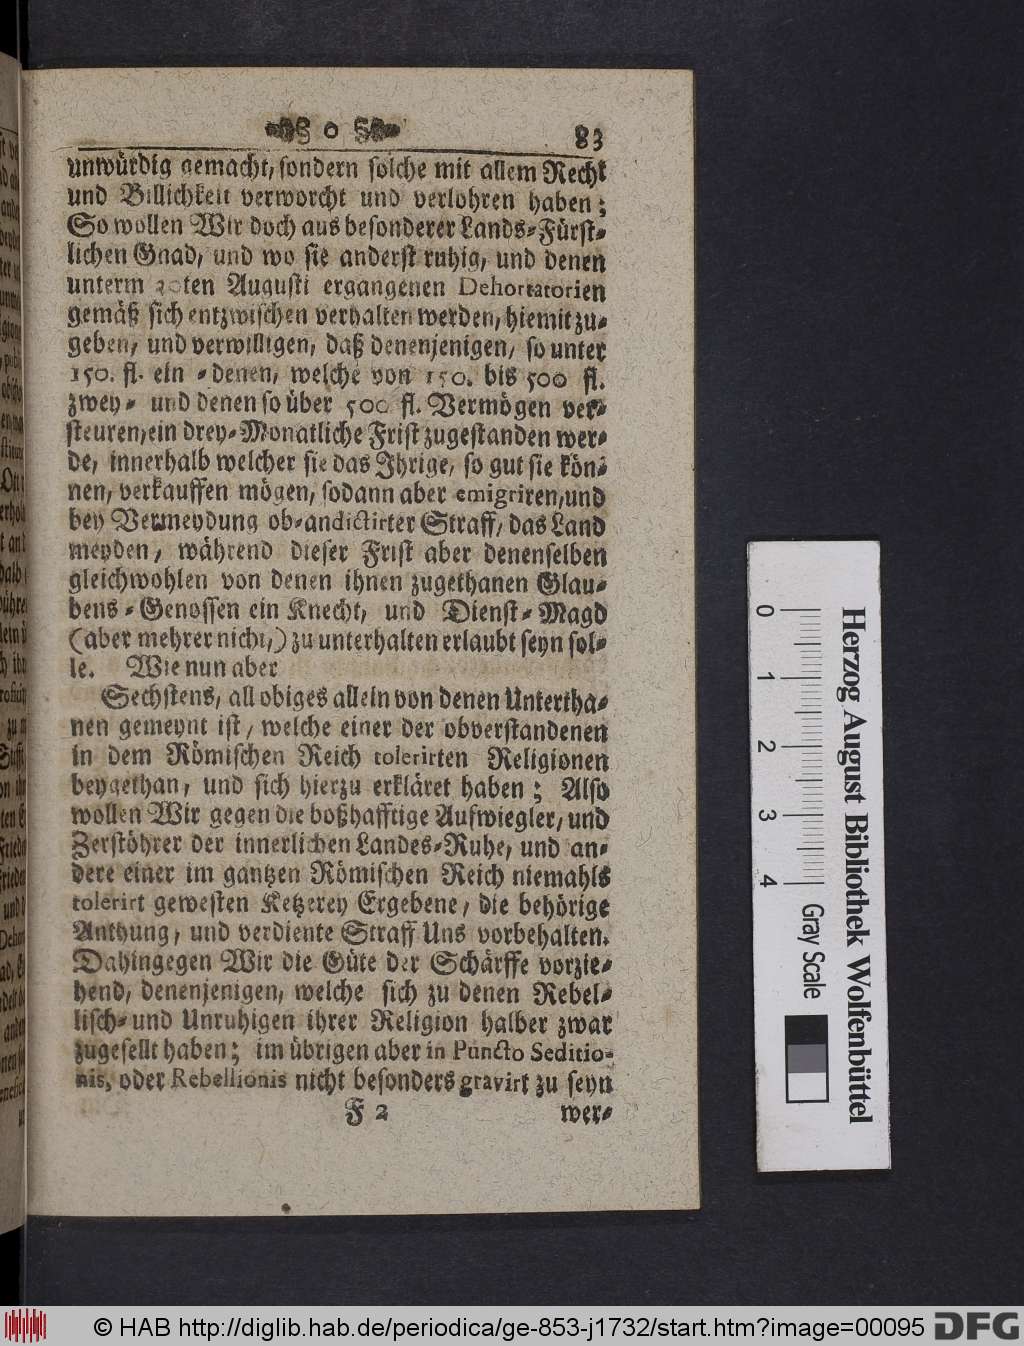 0 83
unwürdig gemacht, sondern solche mit allem Recht
und Billichkeit verworcht und verlohren haben;
So wollen Wir doch aus besonderer Lands-Fürst-
lichen Gnad, und wo sie anderst ruhig, und denen
unterm 30ten Augusti ergangenen Dehortatorien
gemäß sich entzwischen verhalten werden, hiemit zu-
geben, und verwilligen, daß denenjenigen, so unter
150. fl. ein - denen, welche von 150. bis 500 fl.
zwey- und denen so über 500 fl. Vermögen ver-
steuren, ein drey-Monatliche Frist zugestanden wer-
de, innerhalb welcher sie das Ihrige, so gut sie kön-
nen, verkauffen mögen, sodann aber emigriren, und
bey Vermeydung ob-andictirter Straff, das Land
meyden, während dieser Frist aber denenselben
gleichwohlen von denen ihnen zugethanen Glau-
bens-Genossen ein Knecht, und Dienst-Magd
(aber mehrer nicht,) zu unterhalten erlaubt seyn sol-
le. Wie nun aber
Sechstens, all obiges allein von denen Untertha-
nen gemeynt ist, welche einer der obverstandenen
in dem Römischen Reich tolerirten Religionen
beygethan, und sich hierzu erkläret haben; Also
wollen Wir gegen die boßhafftige Aufwiegler, und
Zerstöhrer der innerlichen Landes-Ruhe, und an-
dere einer im gantzen Römischen Reich niemahls
tolerirt gewesten Ketzerey Ergebene, die behörige
Anthung, und verdiente Straff Uns vorbehalten.
Dahingegen Wir die Güte der Schärffe vorzie-
hend, denenjenigen, welche sich zu denen Rebel-
lisch- und Unruhigen ihrer Religion halber zwar
zugesellt haben; im übrigen aber in Puncto Seditio-
nis, oder Rebellionis nicht besonders gravirt zu seyn
F 2 wer-
0 1 2 3 4
Herzog August Bibliothek Wolfenbüttel
Gray Scale
© HAB http://diglib.hab.de/periodica/ge-853-j1732/start.htm?image=00095 DFG